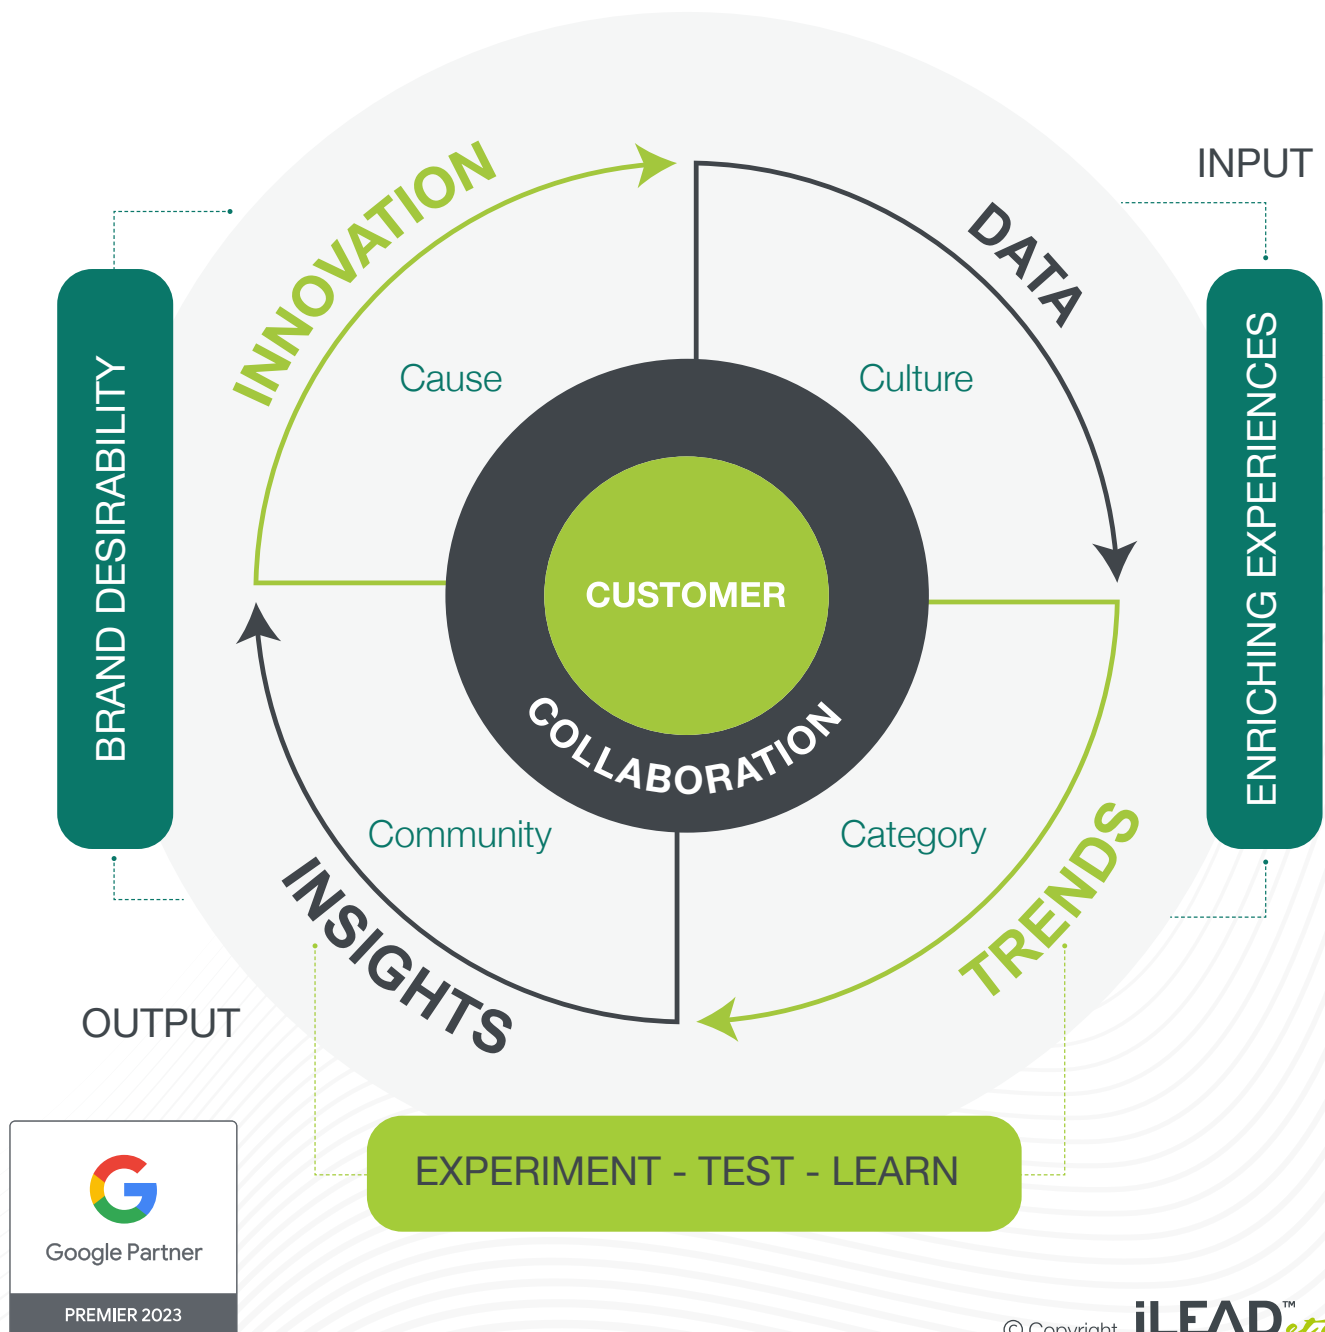 INPUT
INNOVATION
DATA
Cause
Culture
BRAND DESIRABILITY
ENRICHING EXPERIENCES
CUSTOMER
COLLABORATION
Community
Category
INSIGHTS
TRENDS
OUTPUT
EXPERIMENT - TEST - LEARN
Google Partner
PREMIER 2023
© Copyright iLEAD™